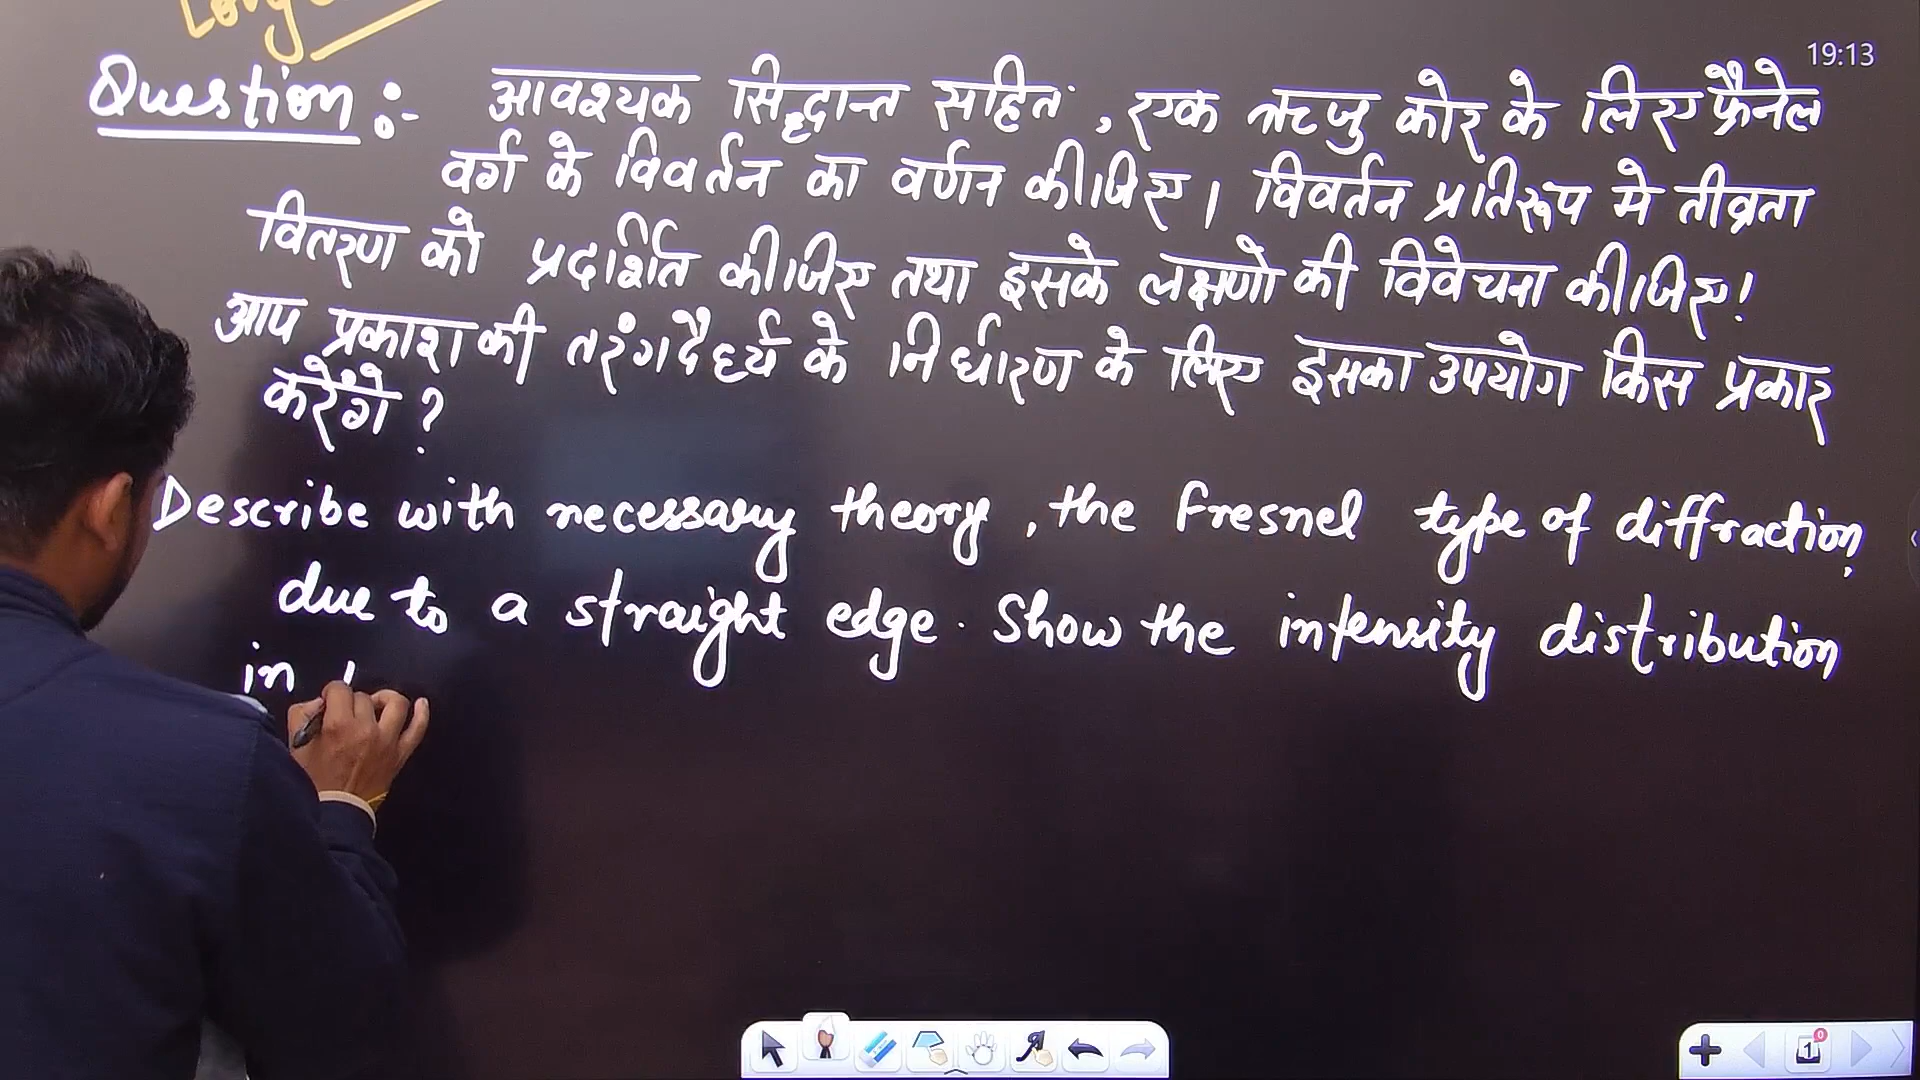 19:13
Question :- आवश्यक सिद्धान्त सहित, एक ऋजु कोर के लिए फ्रैनेल
वर्ग के विवर्तन का वर्णन कीजिए। विवर्तन प्रतिरूप मे तीव्रता
वितरण को प्रदर्शित कीजिए तथा इसके लक्षणो की विवेचना कीजिए!
आप प्रकाश की तरंगदैर्ध्य के निर्धारण के लिए इसका उपयोग किस प्रकार
करेंगे ?
Describe with necessary theory, the Fresnel type of diffraction,
due to a straight edge. Show the intensity distribution
in